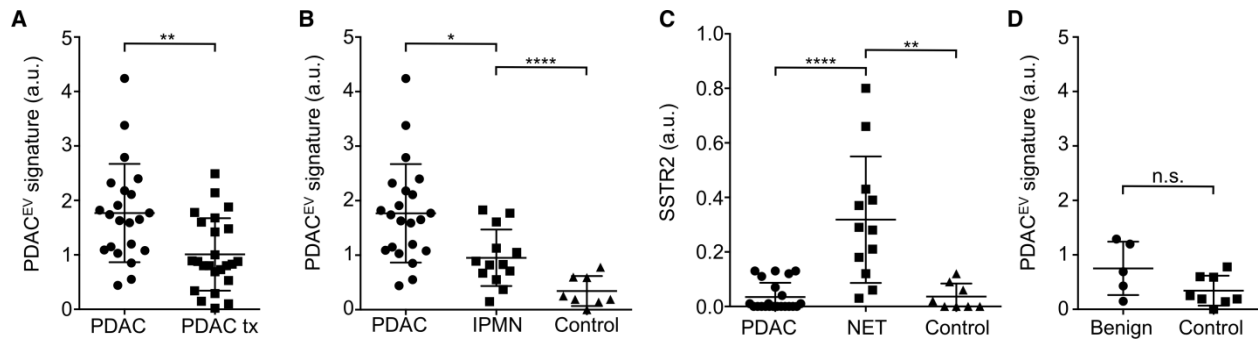 A
PDAC^EV signature (a.u.)
5
4
3
2
1
0
**
PDAC
PDAC tx
B
PDAC^EV signature (a.u.)
5
4
3
2
1
0
*
****
PDAC
IPMN
Control
C
SSTR2 (a.u.)
1.0
0.8
0.6
0.4
0.2
0.0
****
**
PDAC
NET
Control
D
PDAC^EV signature (a.u.)
5
4
3
2
1
0
n.s.
Benign
Control